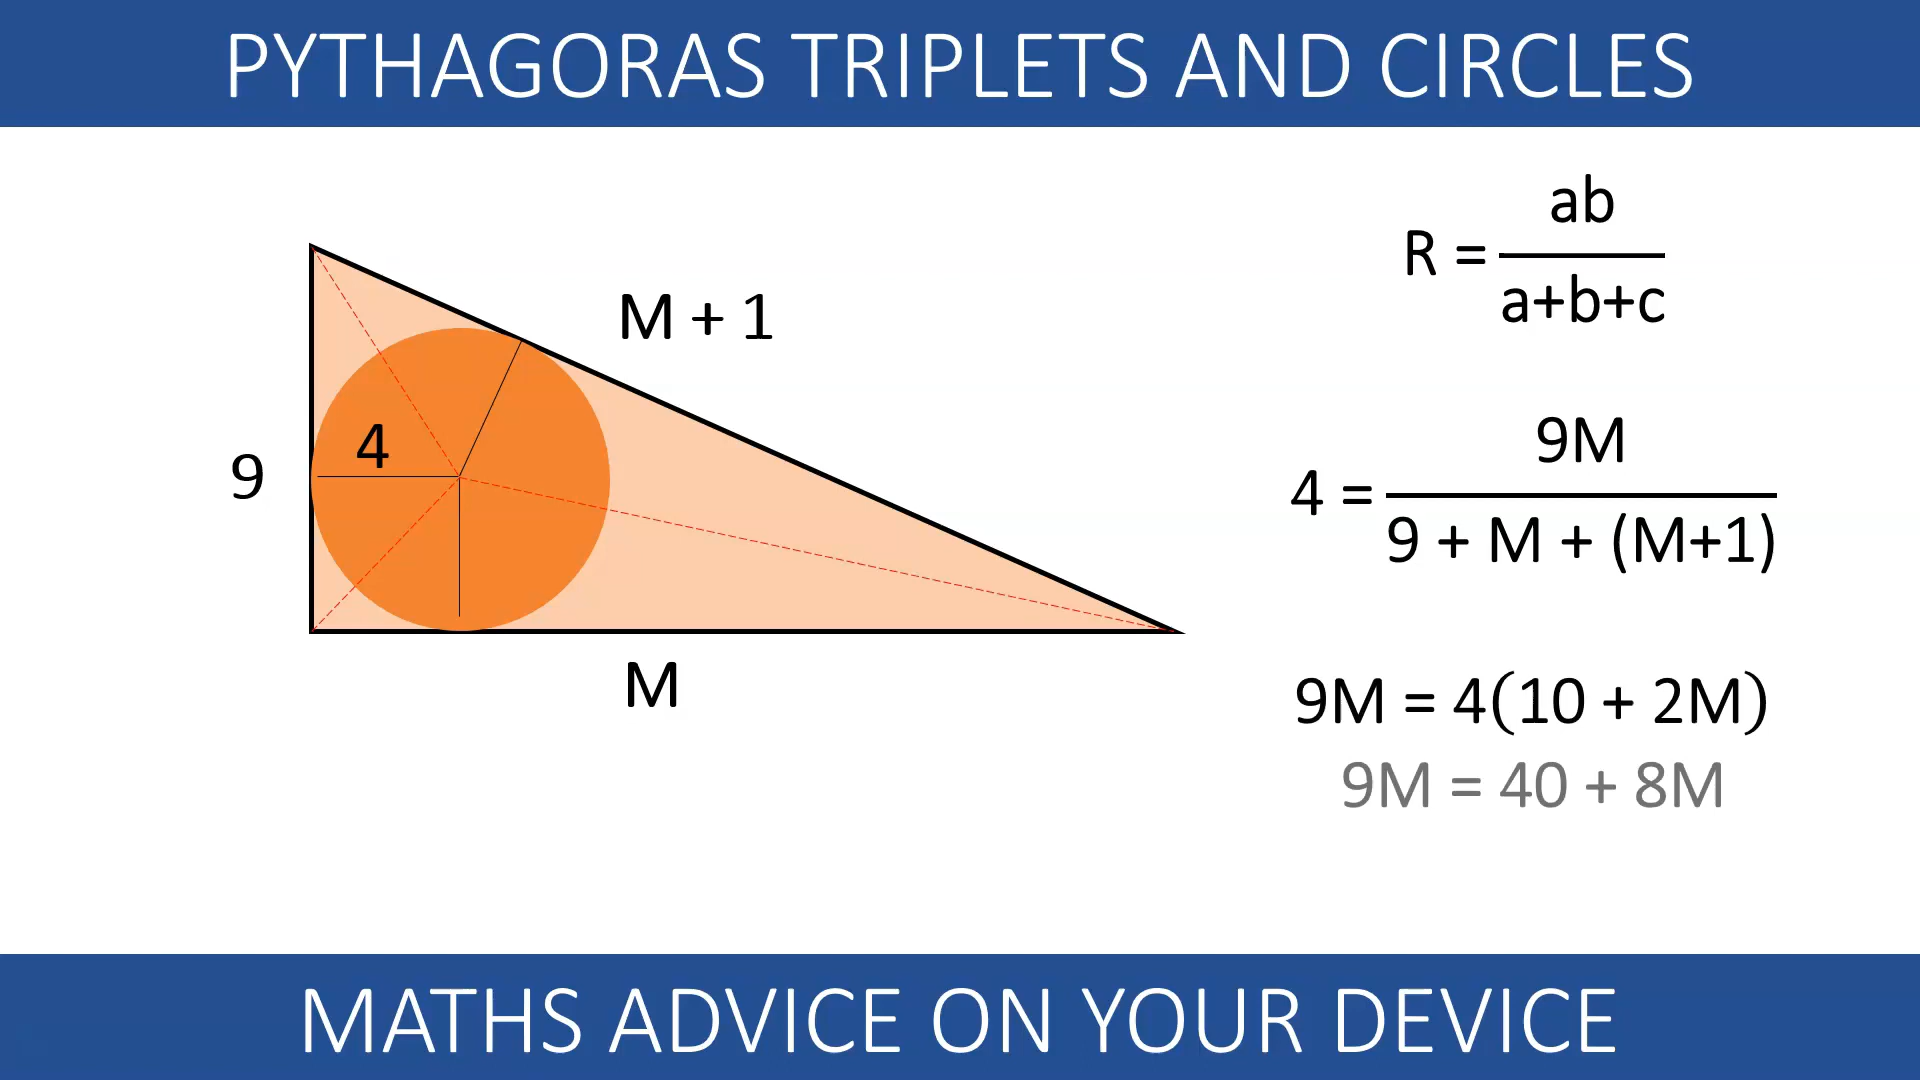 PYTHAGORAS TRIPLETS AND CIRCLES
M + 1
9
4
M
R = ab
a+b+c
4 = 9M
9 + M + (M+1)
9M = 4(10 + 2M)
9M = 40 + 8M
MATHS ADVICE ON YOUR DEVICE